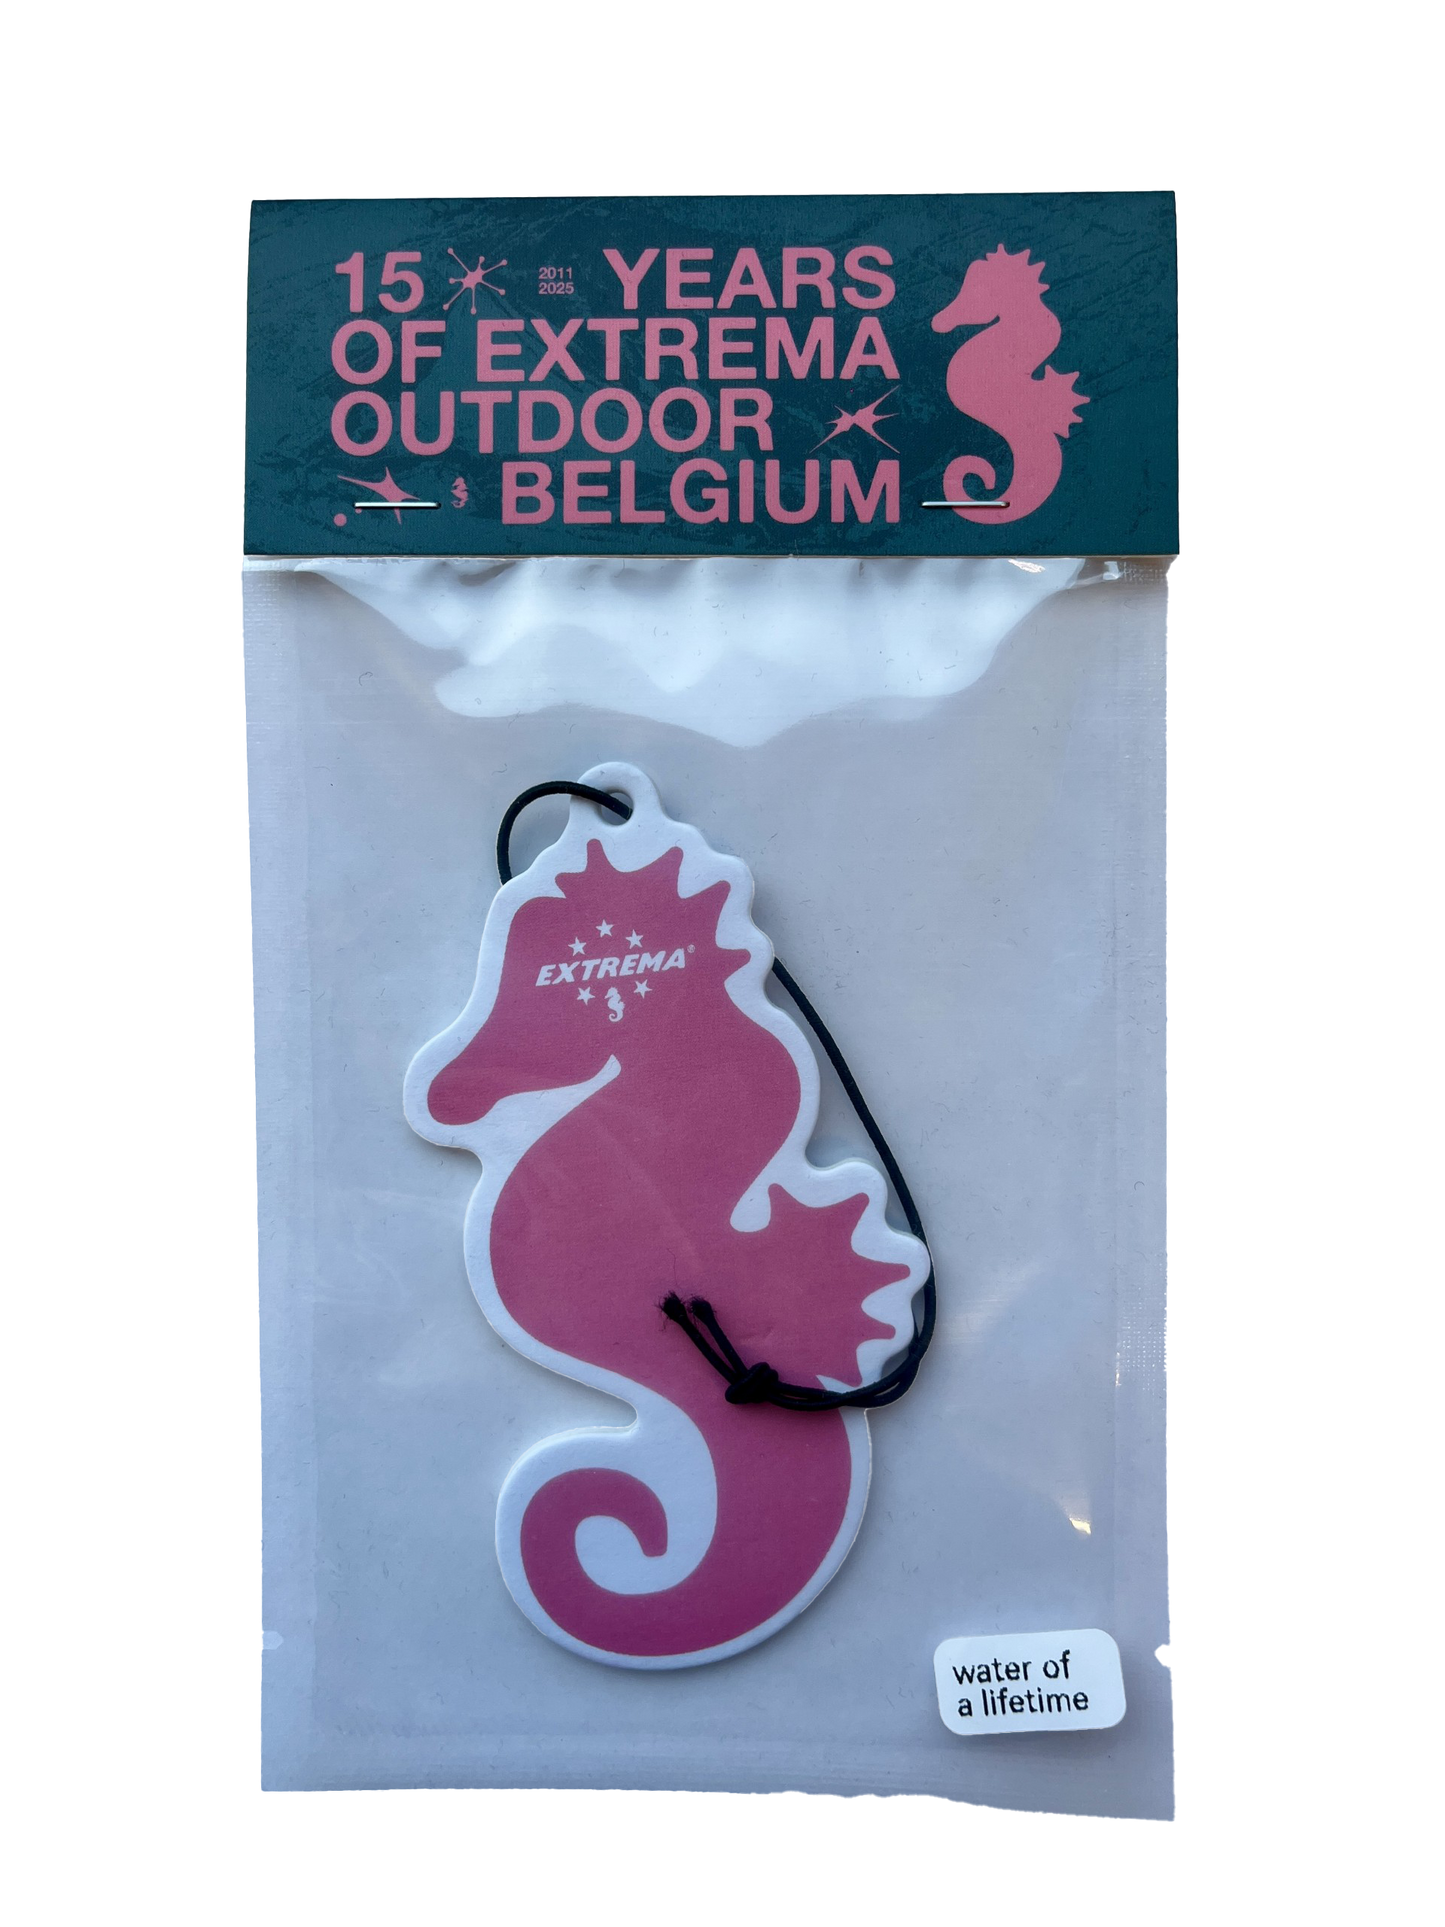 15 2011 YEARS
2025
OF EXTREMA
OUTDOOR
BELGIUM
EXTREMA®
water of
a lifetime